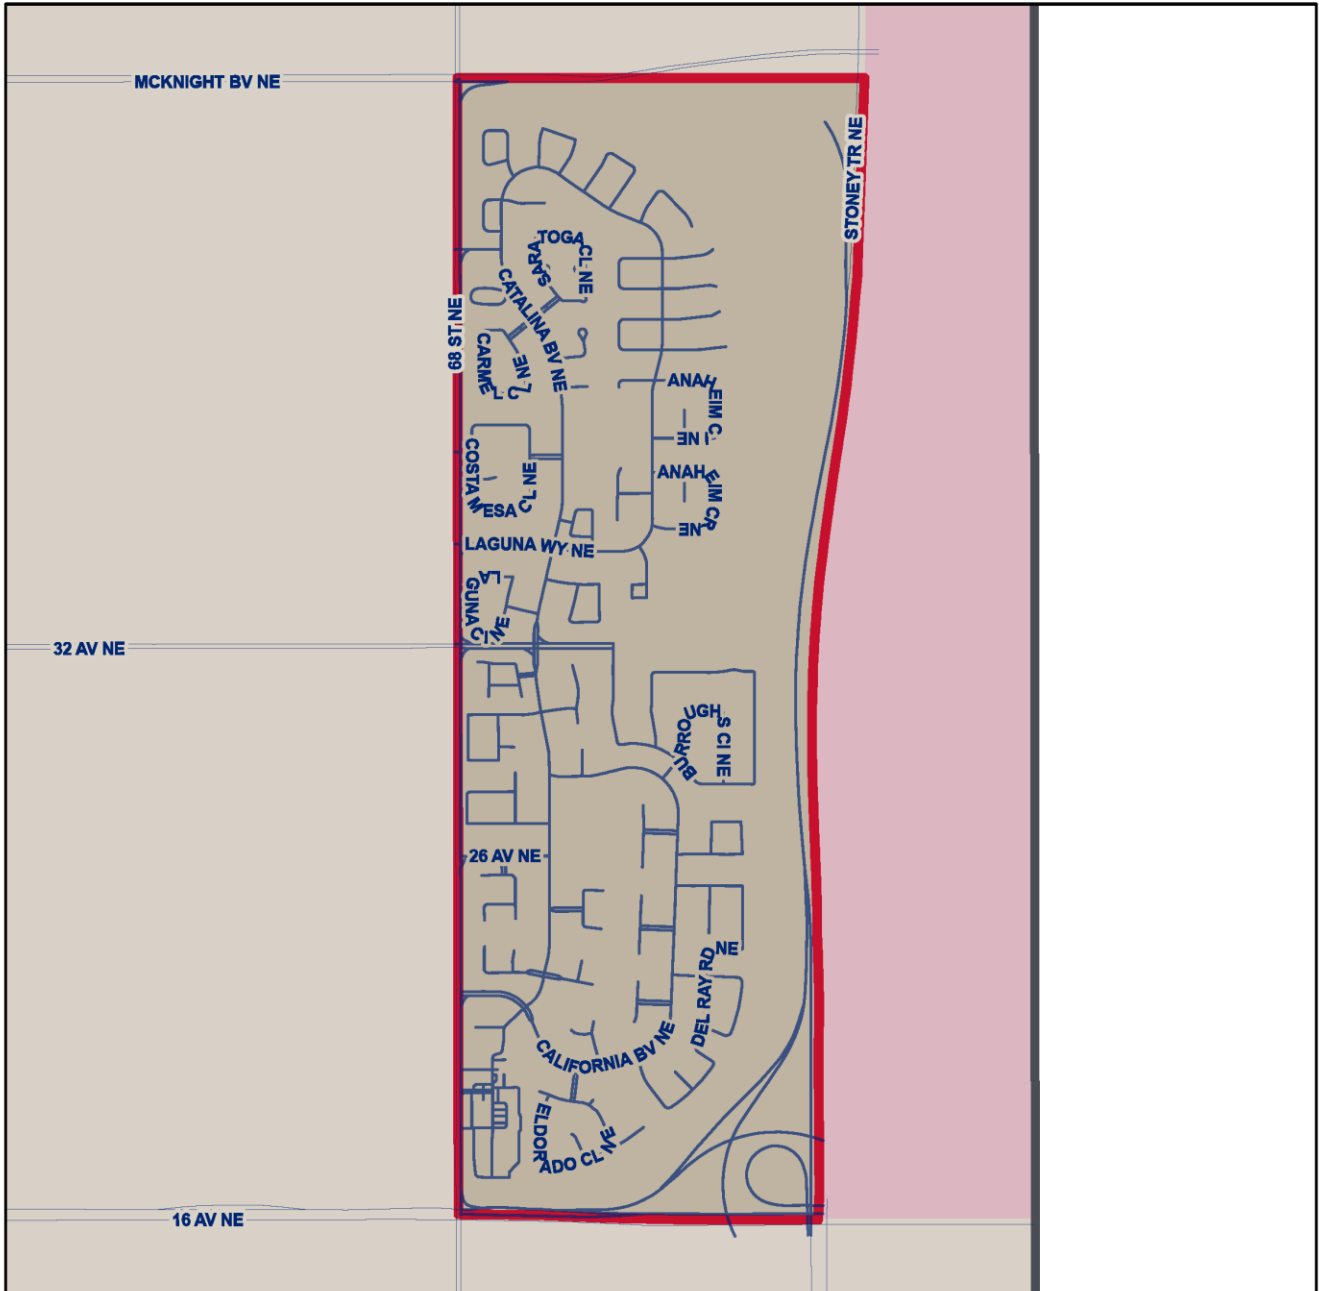 MCKNIGHT BV NE
STONEY TR NE
SARATOGA CL NE
CATALINA BV NE
68 ST NE
CARMEL CL NE
ANAHEIM CI NE
COSTA MESA CL NE
ANAHEIM CR NE
LAGUNA WY NE
LAGUNA CI NE
32 AV NE
BURROUGHS CI NE
26 AV NE
DEL RAY RD NE
CALIFORNIA BV NE
ELDORADO CL NE
16 AV NE